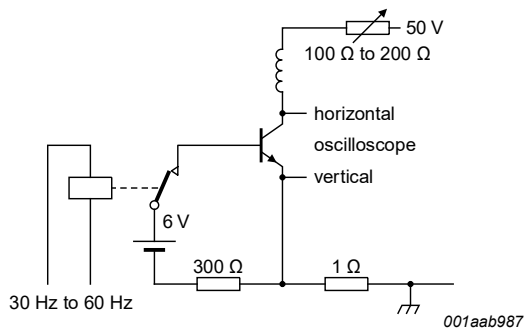 50 V
100 Ω to 200 Ω
horizontal
oscilloscope
vertical
6 V
300 Ω
1 Ω
30 Hz to 60 Hz
001aab987